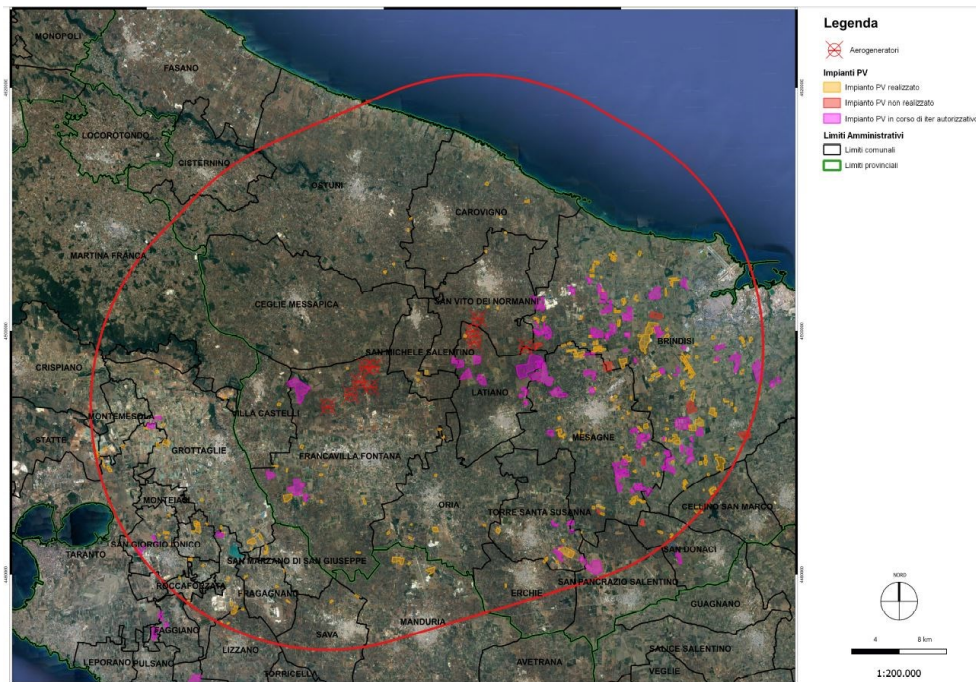 Legenda
Aerogeneratori
Impianti PV
Impianto PV realizzato
Impianto PV non realizzato
Impianto PV in corso di iter autorizzativo
Limiti Amministrativi
Limiti comunali
Limiti provinciali
MONOPOLI
FASANO
LOCOROTONDO
CISTERNINO
OSTUNI
CAROVIGNO
MARTINA FRANCA
CEGLIE MESSAPICA
SAN VITO DEI NORMANNI
BRINDISI
SAN MICHELE SALENTINO
CRISPIANO
LATIANO
VILLA CASTELLI
MONTEMESOLA
STATTE
MESAGNE
GROTTAGLIE
FRANCAVILLA FONTANA
MONTEIASI
ORIA
CELLINO SAN MARCO
TORRE SANTA SUSANNA
SAN GIORGIO IONICO
TARANTO
SAN DONACI
SAN MARZANO DI SAN GIUSEPPE
SAN PANCRAZIO SALENTINO
ROCCAFORZATA
FRAGAGNANO
ERCHIE
GUAGNANO
MANDURIA
FAGGIANO
SAVA
LIZZANO
LEPORANO
PULSANO
AVETRANA
VEGLIE
TORRICELLA
NORD
4
8 km
1:200.000